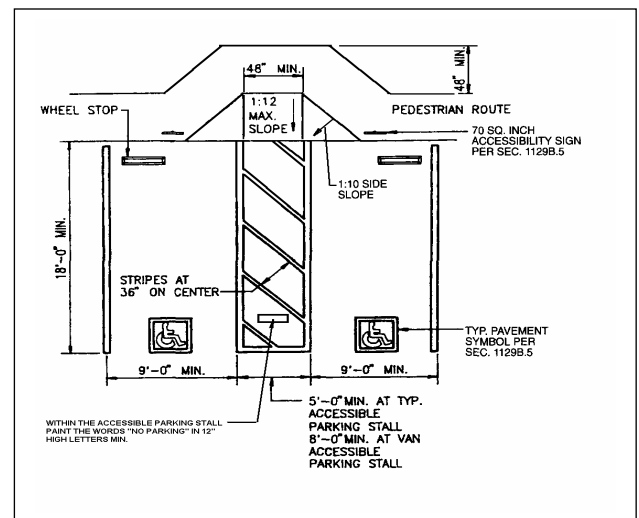 48" MIN.
48" MIN.
1:12
MAX.
SLOPE
WHEEL STOP
PEDESTRIAN ROUTE
70 SQ. INCH
ACCESSIBILITY SIGN
PER SEC. 1129B.5
1:10 SIDE
SLOPE
18'-0" MIN.
STRIPES AT
36" ON CENTER
TYP. PAVEMENT
SYMBOL PER
SEC. 1129B.5
9'-0" MIN.
9'-0" MIN.
WITHIN THE ACCESSIBLE PARKING STALL
PAINT THE WORDS "NO PARKING" IN 12"
HIGH LETTERS MIN.
5'-0" MIN. AT TYP.
ACCESSIBLE
PARKING STALL
8'-0" MIN. AT VAN
ACCESSIBLE
PARKING STALL